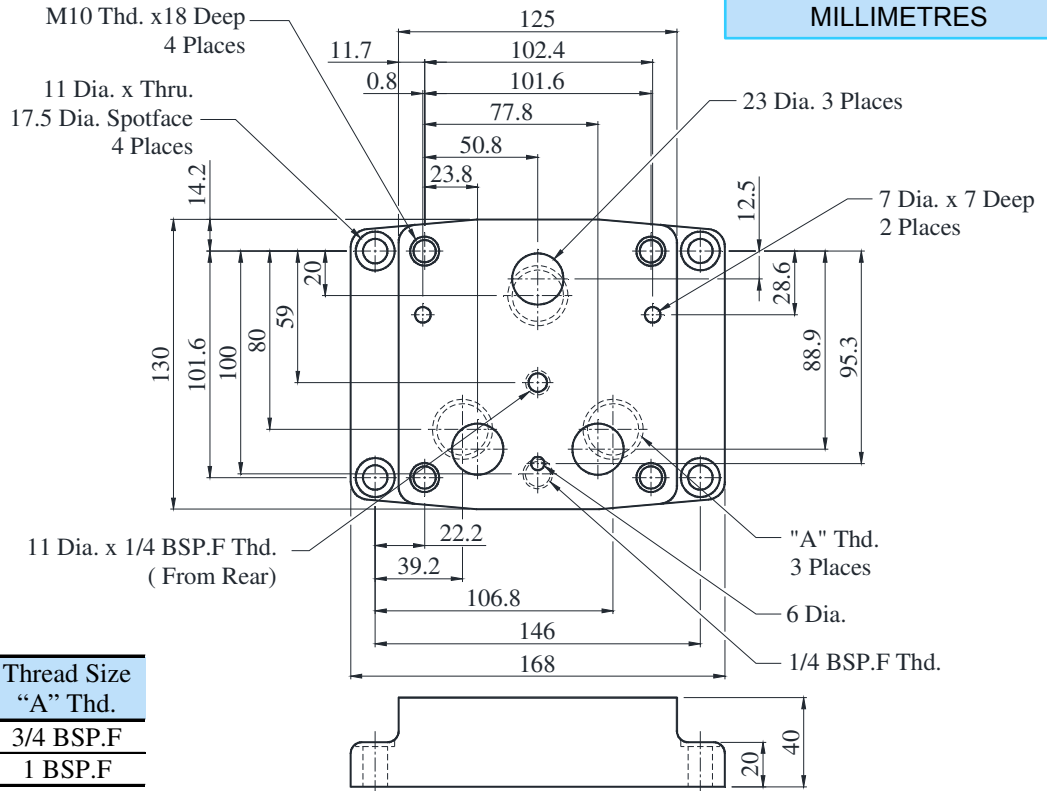 M10 Thd. x18 Deep
4 Places
125
MILLIMETRES
11.7
102.4
0.8
101.6
11 Dia. x Thru.
17.5 Dia. Spotface
4 Places
77.8
23 Dia. 3 Places
50.8
23.8
14.2
12.5
7 Dia. x 7 Deep
2 Places
130
101.6
100
80
59
20
28.6
88.9
95.3
11 Dia. x 1/4 BSP.F Thd.
( From Rear)
22.2
39.2
106.8
146
168
"A" Thd.
3 Places
6 Dia.
1/4 BSP.F Thd.
Thread Size
“A” Thd.
3/4 BSP.F
1 BSP.F
20
40